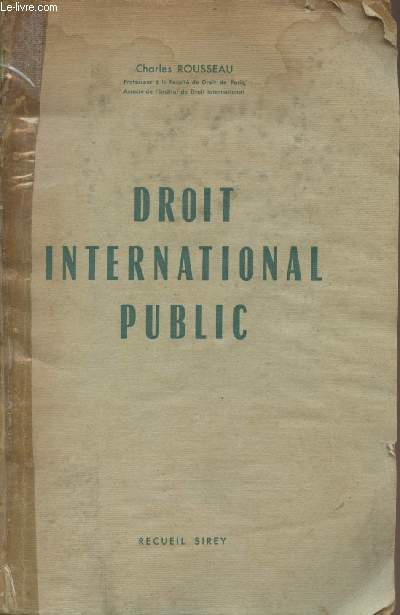 Le-livre.com
Charles ROUSSEAU
Professeur à la Faculté de Droit de Paris,
Associé de l'Institut de Droit International
DROIT
INTERNATIONAL
PUBLIC
RECUEIL SIREY